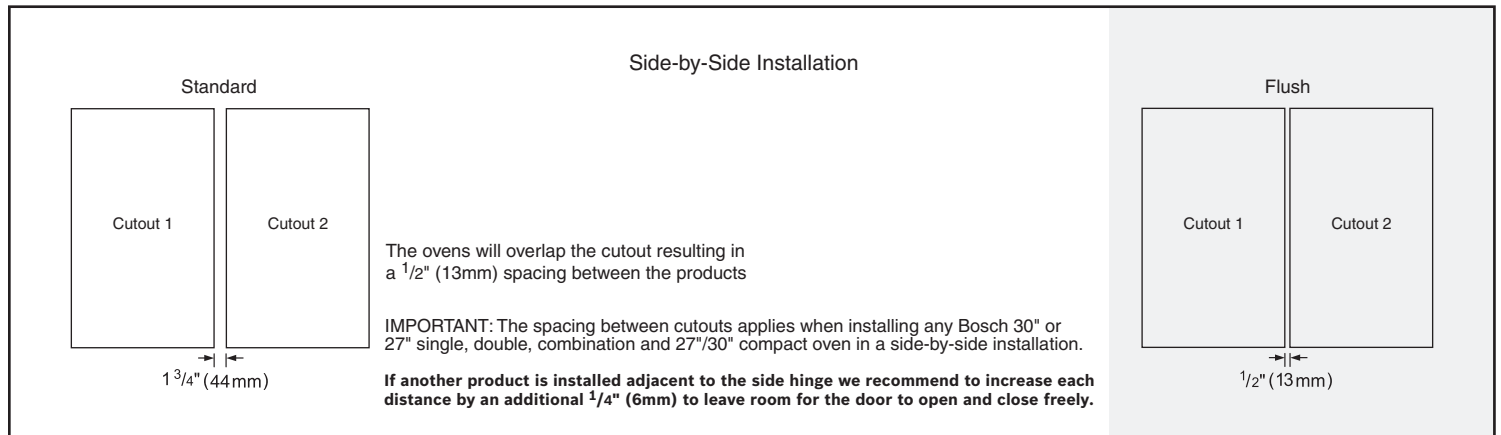 Side-by-Side Installation
Standard
Cutout 1
Cutout 2
1 3/4" (44mm)
The ovens will overlap the cutout resulting in
a 1/2" (13mm) spacing between the products
IMPORTANT: The spacing between cutouts applies when installing any Bosch 30" or
27" single, double, combination and 27"/30" compact oven in a side-by-side installation.
If another product is installed adjacent to the side hinge we recommend to increase each
distance by an additional 1/4" (6mm) to leave room for the door to open and close freely.
Flush
Cutout 1
Cutout 2
1/2" (13mm)